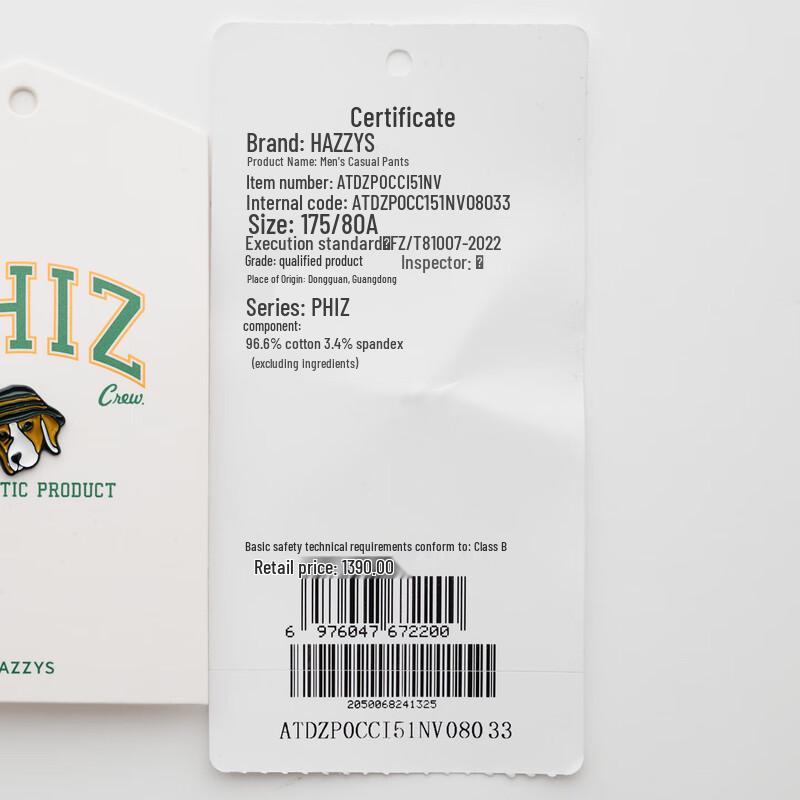 HIZ
Crew.
TIC PRODUCT
AZZYS
Certificate
Brand: HAZZYS
Product Name: Men's Casual Pants
Item number: ATDZP0CCI51NV
Internal code: ATDZP0CC151NV08033
Size: 175/80A
Execution standard FZ/T81007-2022
Grade: qualified product Inspector:
Place of Origin: Dongguan, Guangdong
Series: PHIZ
component:
96.6% cotton 3.4% spandex
(excluding ingredients)
Basic safety technical requirements conform to: Class B
Retail price: 1390.00
6 976047 672200
2050068241325
ATDZP0CCI51NV08033